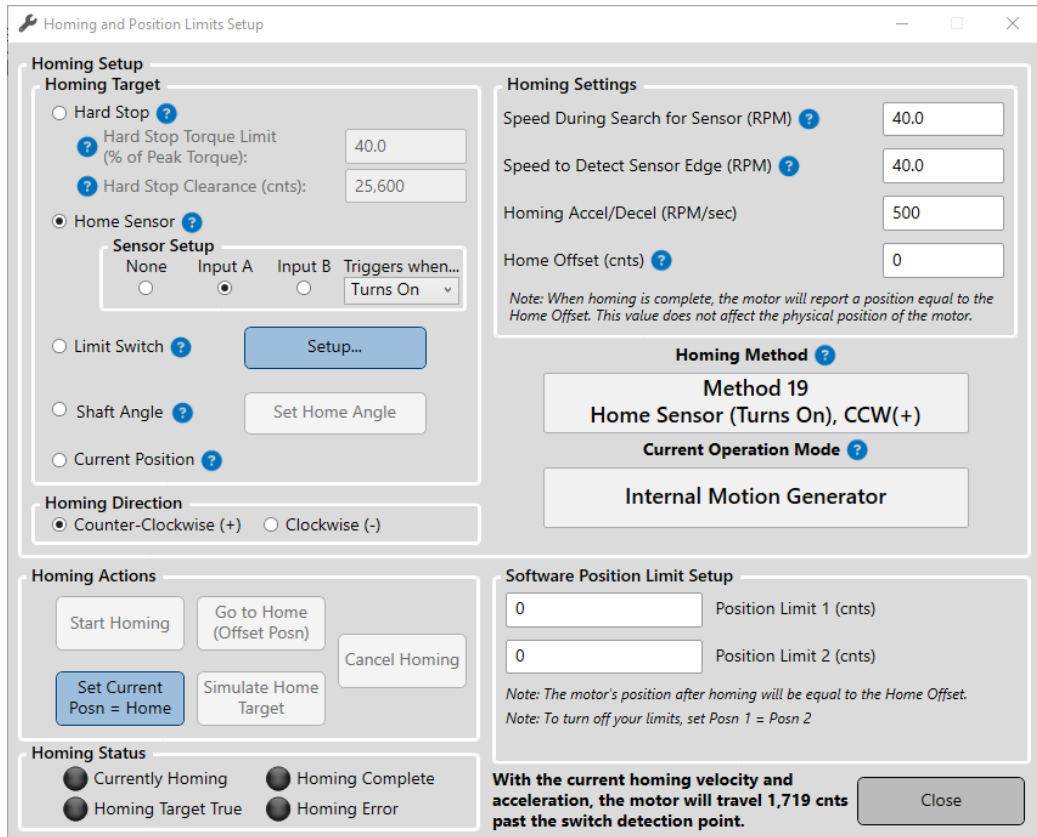 Homing and Position Limits Setup
Homing Setup
Homing Target
Hard Stop ?
? Hard Stop Torque Limit
(% of Peak Torque):
40.0
? Hard Stop Clearance (cnts):
25,600
Home Sensor ?
Sensor Setup
None Input A Input B Triggers when...
Turns On
Limit Switch ?
Setup...
Shaft Angle ?
Set Home Angle
Current Position ?
Homing Direction
Counter-Clockwise (+) Clockwise (-)
Homing Settings
Speed During Search for Sensor (RPM) ? 40.0
Speed to Detect Sensor Edge (RPM) ? 40.0
Homing Accel/Decel (RPM/sec) 500
Home Offset (cnts) ? 0
Note: When homing is complete, the motor will report a position equal to the
Home Offset. This value does not affect the physical position of the motor.
Homing Method ?
Method 19
Home Sensor (Turns On), CCW(+)
Current Operation Mode ?
Internal Motion Generator
Homing Actions
Start Homing
Go to Home
(Offset Posn)
Cancel Homing
Set Current
Posn = Home
Simulate Home
Target
Homing Status
Currently Homing Homing Complete
Homing Target True Homing Error
Software Position Limit Setup
0 Position Limit 1 (cnts)
0 Position Limit 2 (cnts)
Note: The motor's position after homing will be equal to the Home Offset.
Note: To turn off your limits, set Posn 1 = Posn 2
With the current homing velocity and
acceleration, the motor will travel 1,719 cnts
past the switch detection point.
Close